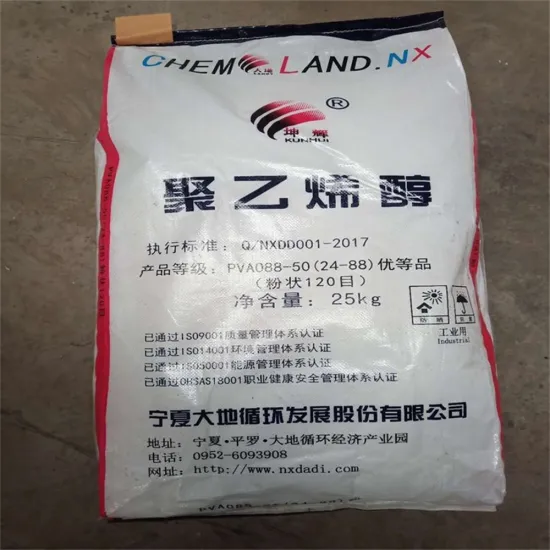 CHEM LAND.NX
大地
坤辉
KUNHUI
®
聚乙烯醇
执行标准：Q/NXDD001-2017
产品等级：PVA088-50(24-88)优等品
（粉状120目）
净含量：25kg
防晒
工业用
Industrial
已通过ISO9001质量管理体系认证
已通过ISO14001环境管理体系认证
已通过ISO50001能源管理体系认证
已通过OHSAS18001职业健康安全管理体系认证
宁夏大地循环发展股份有限公司
地址：宁夏·平罗·大地循环经济产业园
电话：0952-6093908
网址：http://www.nxdadi.com